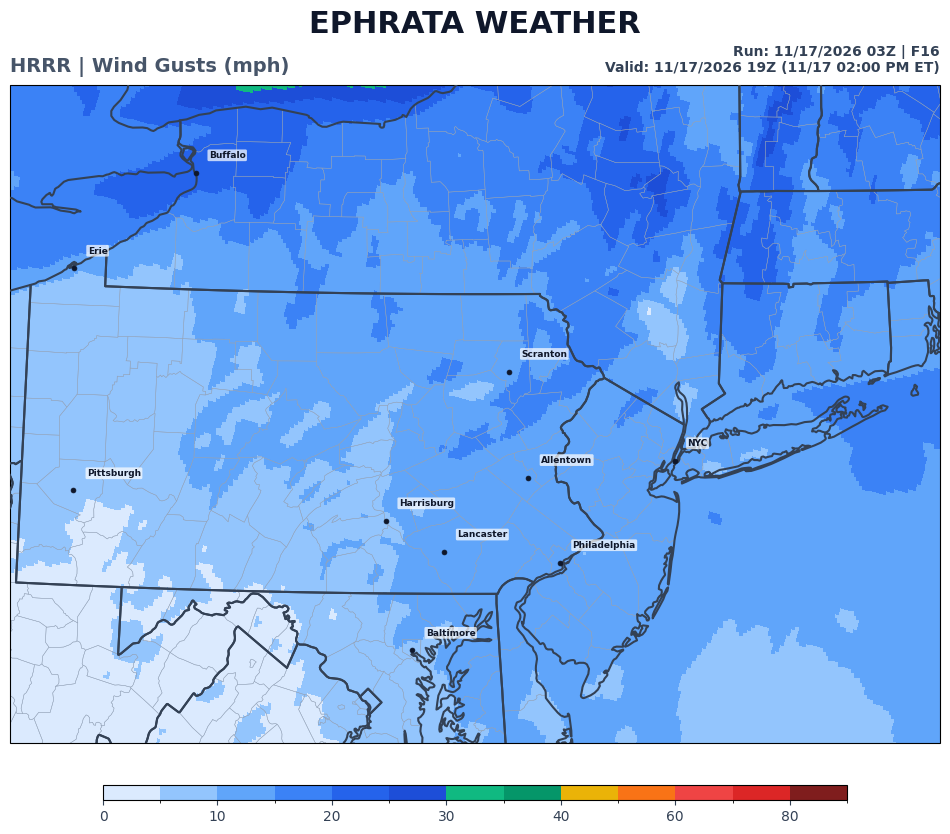 EPHRATA WEATHER
HRRR | Wind Gusts (mph)
Run: 11/17/2026 03Z | F16
Valid: 11/17/2026 19Z (11/17 02:00 PM ET)
Buffalo
Erie
Scranton
NYC
Allentown
Pittsburgh
Harrisburg
Lancaster
Philadelphia
Baltimore
0 10 20 30 40 50 60 70 80